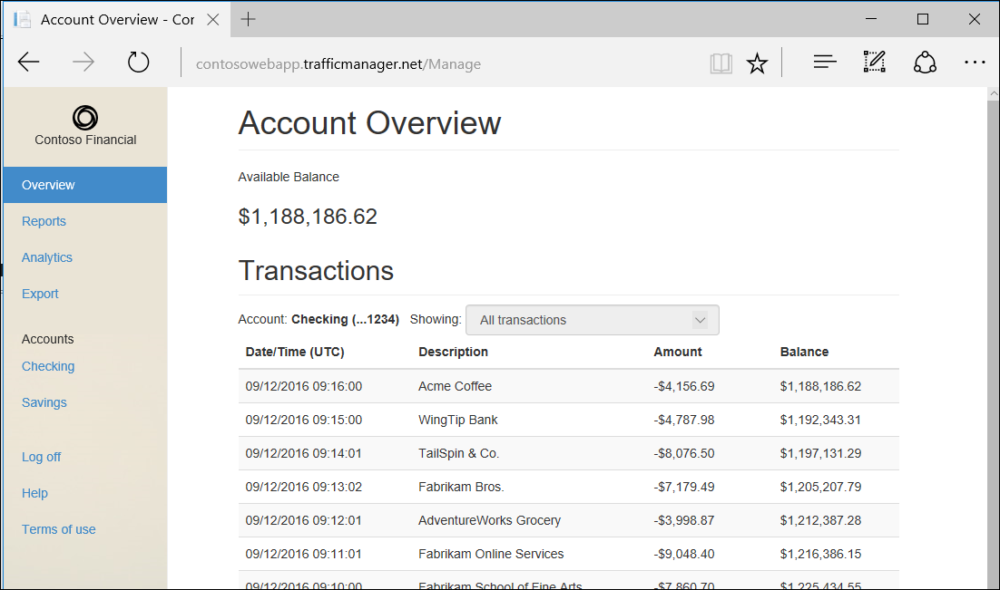 Account Overview - Cor
contosowebapp.trafficmanager.net/Manage
Contoso Financial
Overview
Reports
Analytics
Export
Accounts
Checking
Savings
Log off
Help
Terms of use
Account Overview
Available Balance
$1,188,186.62
Transactions
Account: Checking (...1234) Showing: All transactions
Date/Time (UTC) Description Amount Balance
09/12/2016 09:16:00 Acme Coffee -$4,156.69 $1,188,186.62
09/12/2016 09:15:00 WingTip Bank -$4,787.98 $1,192,343.31
09/12/2016 09:14:01 TailSpin & Co. -$8,076.50 $1,197,131.29
09/12/2016 09:13:02 Fabrikam Bros. -$7,179.49 $1,205,207.79
09/12/2016 09:12:01 AdventureWorks Grocery -$3,998.87 $1,212,387.28
09/12/2016 09:11:01 Fabrikam Online Services -$9,048.40 $1,216,386.15
09/12/2016 09:10:00 Fabrikam School of Fine Arts -$7,860.70 $1,225,434.55